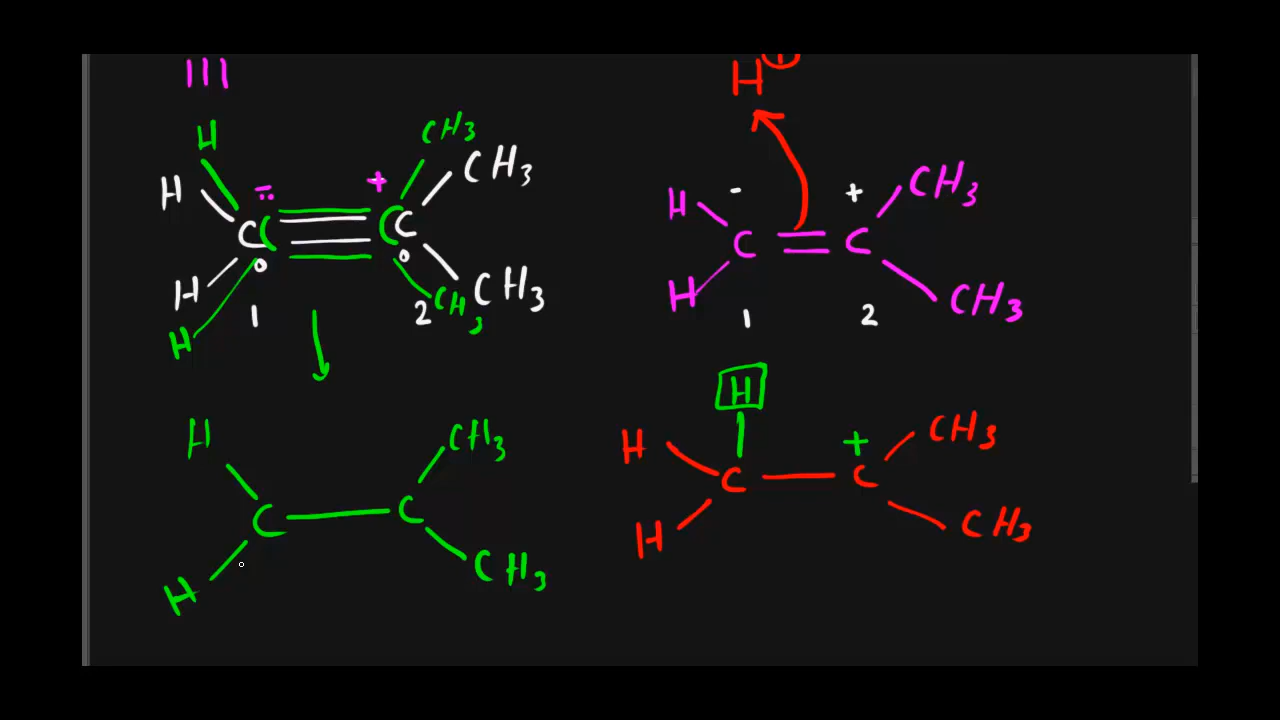 III
H +
H CH3
H - + CH3
C C C C
H CH3
H CH3
1 2
H - + CH3
C = C
H CH3
1 2
H CH3
C C
H CH3
H
H + CH3
C C
H CH3